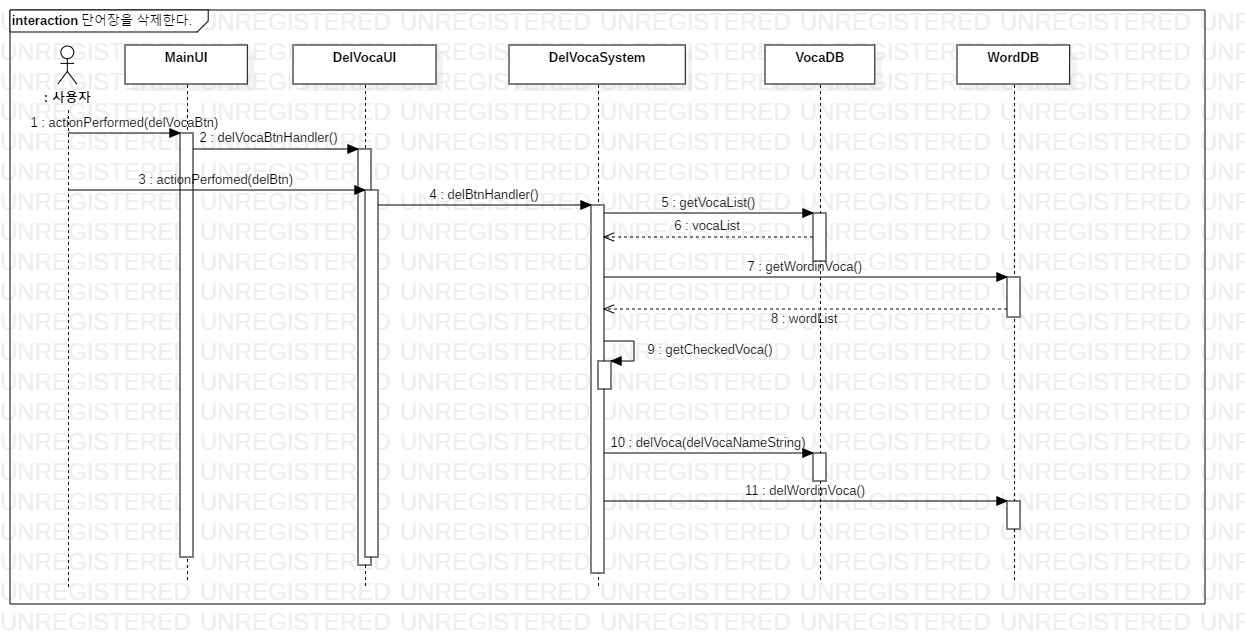 interaction 단어장을 삭제한다.
MainUI
DelVocaUI
DelVocaSystem
VocaDB
WordDB
: 사용자
1 : actionPerformed(delVocaBtn)
2 : delVocaBtnHandler()
3 : actionPerfomed(delBtn)
4 : delBtnHandler()
5 : getVocaList()
6 : vocaList
7 : getWordinVoca()
8 : wordList
9 : getCheckedVoca()
10 : delVoca(delVocaNameString)
11 : delWordinVoca()
UNREGISTERED